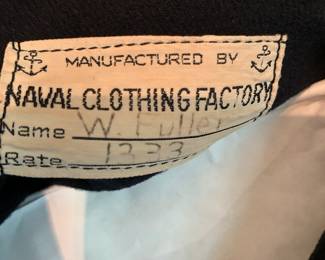 MANUFACTURED BY
NAVAL CLOTHING FACTORY
Name W. Fuller
Rate 1333